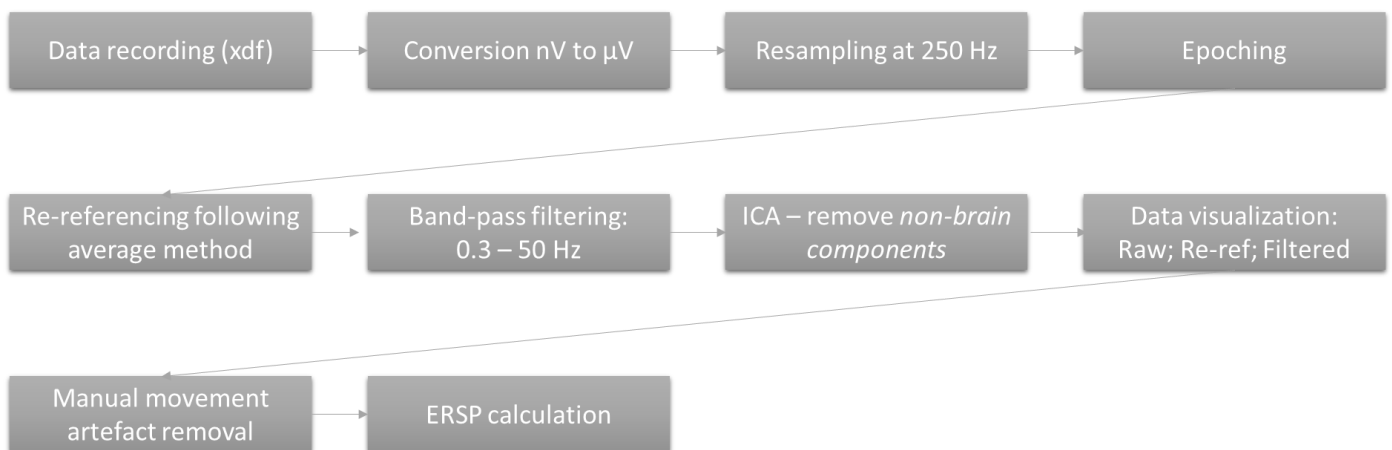 Data recording (xdf)
Conversion nV to µV
Resampling at 250 Hz
Epoching
Re-referencing following
average method
Band-pass filtering:
0.3 – 50 Hz
ICA – remove non-brain
components
Data visualization:
Raw; Re-ref; Filtered
Manual movement
artefact removal
ERSP calculation